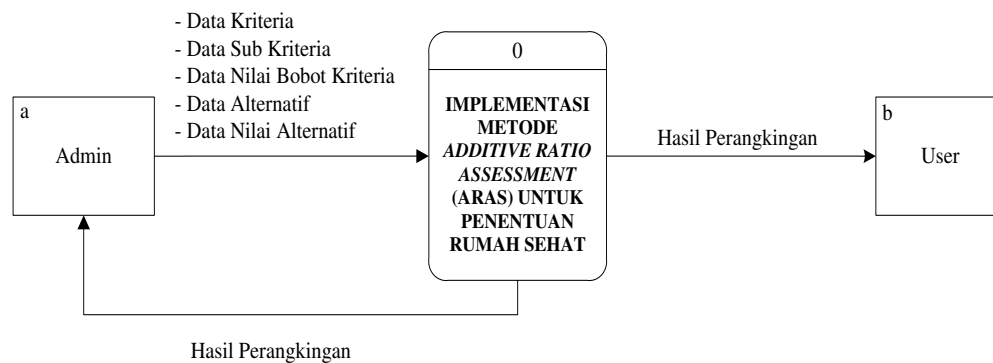 - Data Kriteria
- Data Sub Kriteria
- Data Nilai Bobot Kriteria
- Data Alternatif
- Data Nilai Alternatif
a
Admin
0
IMPLEMENTASI
METODE
ADDITIVE RATIO
ASSESSMENT
(ARAS) UNTUK
PENENTUAN
RUMAH SEHAT
Hasil Perangkingan
b
User
Hasil Perangkingan